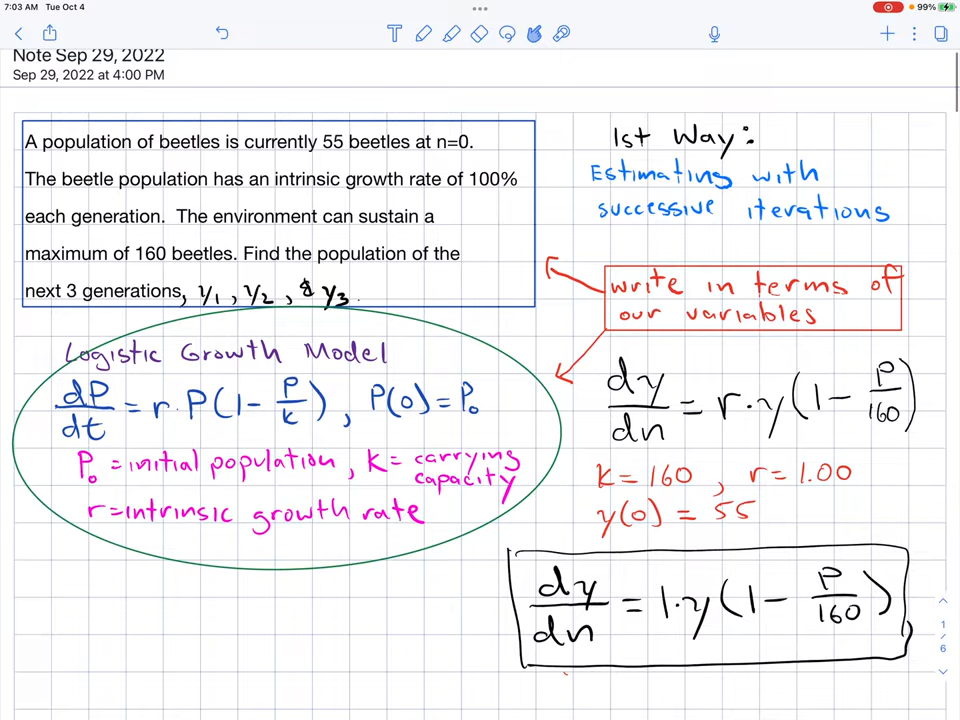 7:03 AM Tue Oct 4
99%
Note Sep 29, 2022
Sep 29, 2022 at 4:00 PM
A population of beetles is currently 55 beetles at n=0.
The beetle population has an intrinsic growth rate of 100%
each generation. The environment can sustain a
maximum of 160 beetles. Find the population of the
next 3 generations, y1, y2, & y3.
1st Way:
Estimating with
successive iterations
write in terms of
our variables
Logistic Growth Model
dP/dt = r·P(1 - P/k), P(0) = P₀
P₀ = initial population, K = carrying
capacity
r = intrinsic growth rate
dy/dn = r·y(1 - P/160)
K = 160, r = 1.00
y(0) = 55
dy/dn = 1·y(1 - P/160)
1
/
6